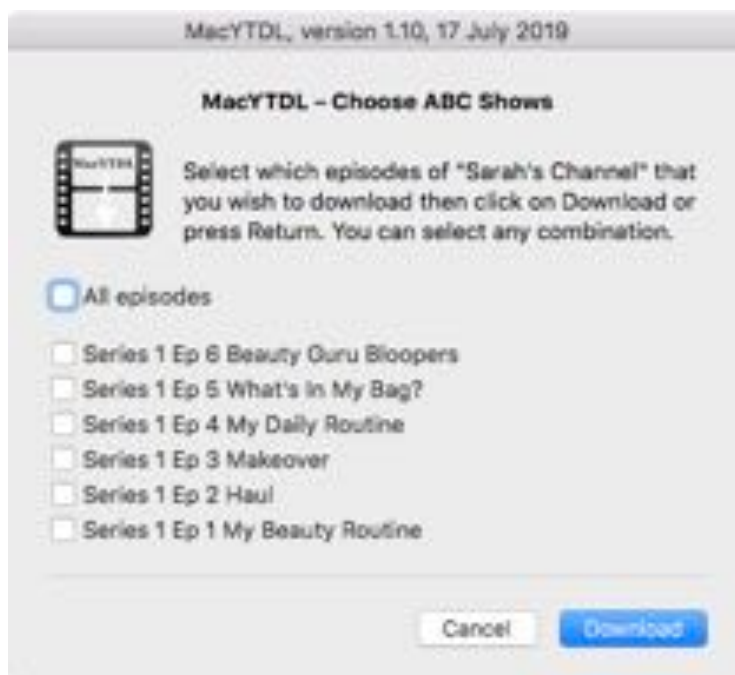 MacYTDL, version 1.10, 17 July 2019
MacYTDL – Choose ABC Shows
MacYTDL
Select which episodes of "Sarah's Channel" that
you wish to download then click on Download or
press Return. You can select any combination.
All episodes
Series 1 Ep 6 Beauty Guru Bloopers
Series 1 Ep 5 What's In My Bag?
Series 1 Ep 4 My Daily Routine
Series 1 Ep 3 Makeover
Series 1 Ep 2 Haul
Series 1 Ep 1 My Beauty Routine
Cancel
Download